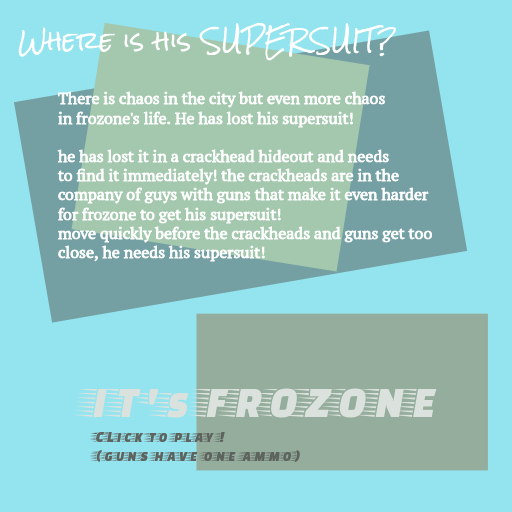 Where is his SUPERSUIT?
There is chaos in the city but even more chaos
in frozone's life. He has lost his supersuit!
he has lost it in a crackhead hideout and needs
to find it immediately! the crackheads are in the
company of guys with guns that make it even harder
for frozone to get his supersuit!
move quickly before the crackheads and guns get too
close, he needs his supersuit!
IT's FROZONE
Click to play !
(guns have one ammo)